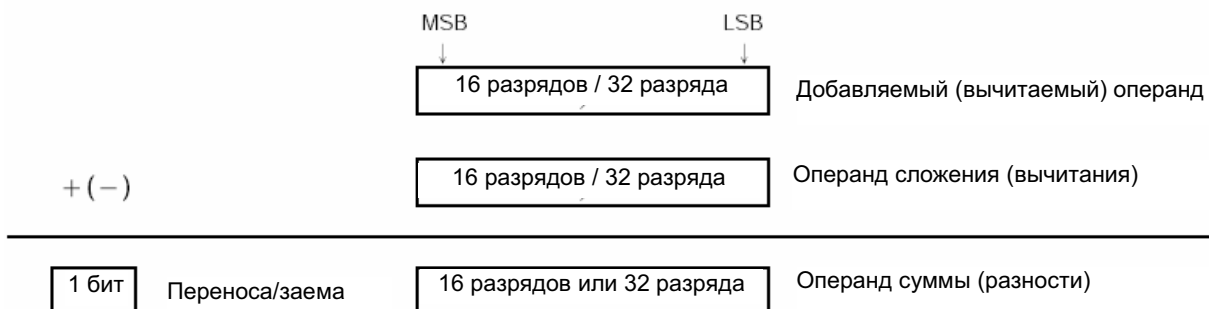 MSB LSB
↓ ↓
16 разрядов / 32 разряда Добавляемый (вычитаемый) операнд
+(−) 16 разрядов / 32 разряда Операнд сложения (вычитания)
1 бит Переноса/заема 16 разрядов или 32 разряда Операнд суммы (разности)